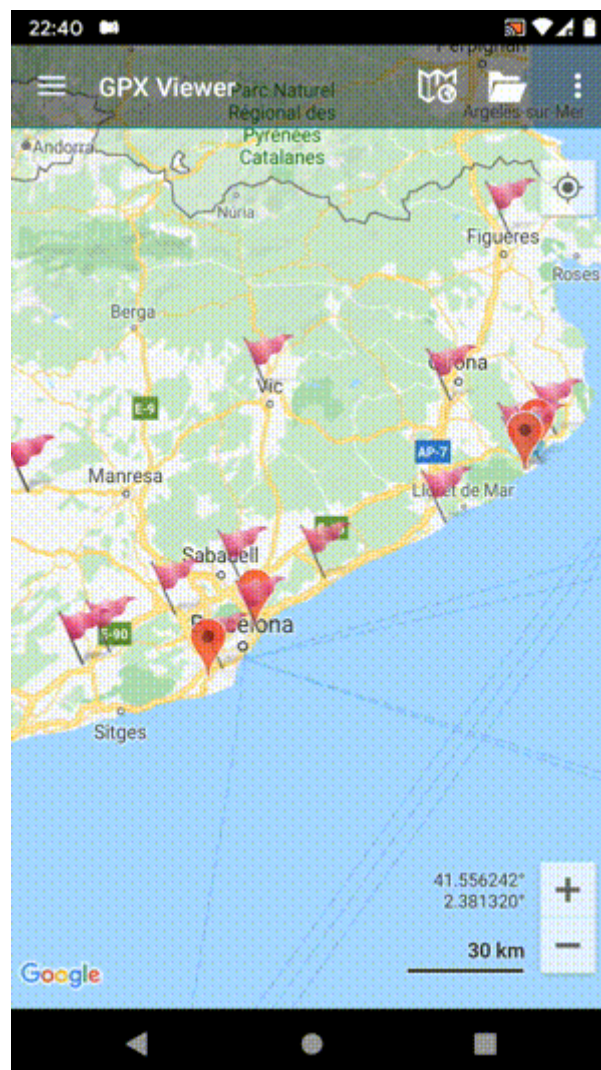 22:40
Perpignan
GPX Viewer
Parc Naturel
Régional des
Pyrénées
Catalanes
Argelès-sur-Mer
Andorra
Núria
Figueres
Roses
Berga
Vic
E-9
AP-7
Manresa
Lloret de Mar
Sabadell
E-90
Barcelona
Sitges
41.556242°
2.381320°
30 km
Google